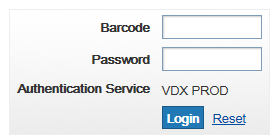 Barcode
Password
Authentication Service VDX PROD
Login Reset